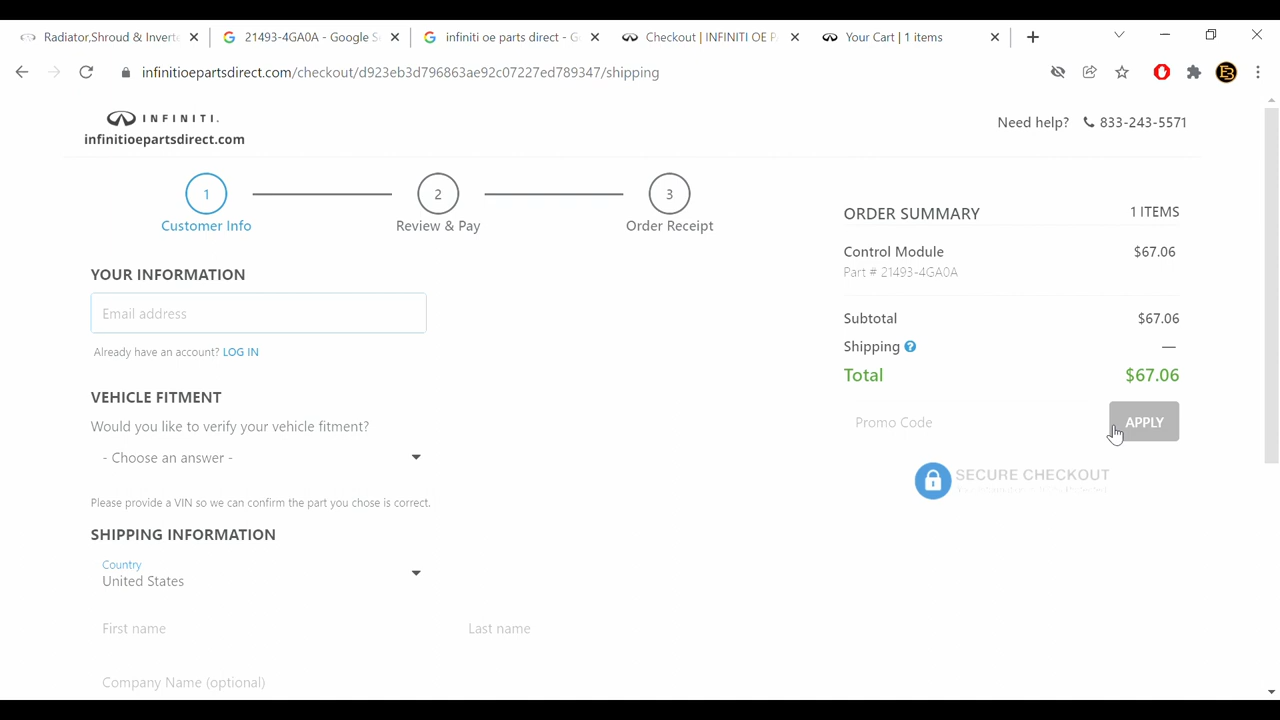 Radiator,Shroud & Inverte
21493-4GA0A - Google Se
infiniti oe parts direct - G
Checkout | INFINITI OE P
Your Cart | 1 items
infinitioepartsdirect.com/checkout/d923eb3d796863ae92c07227ed789347/shipping
INFINITI.
infinitioepartsdirect.com
Need help? 833-243-5571
1
2
3
Customer Info
Review & Pay
Order Receipt
YOUR INFORMATION
Email address
Already have an account? LOG IN
VEHICLE FITMENT
Would you like to verify your vehicle fitment?
- Choose an answer -
Please provide a VIN so we can confirm the part you chose is correct.
SHIPPING INFORMATION
Country
United States
First name
Last name
Company Name (optional)
ORDER SUMMARY
1 ITEMS
Control Module
$67.06
Part # 21493-4GA0A
Subtotal
$67.06
Shipping ?
—
Total
$67.06
Promo Code
APPLY
SECURE CHECKOUT